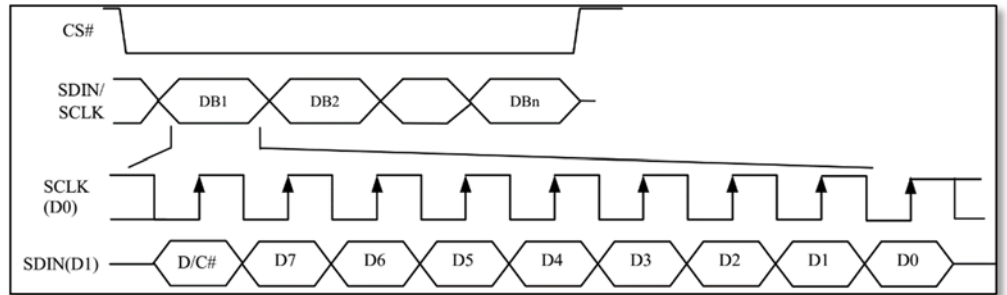 CS#
SDIN/
SCLK
DB1 DB2 DBn
SCLK
(D0)
SDIN(D1) D/C# D7 D6 D5 D4 D3 D2 D1 D0